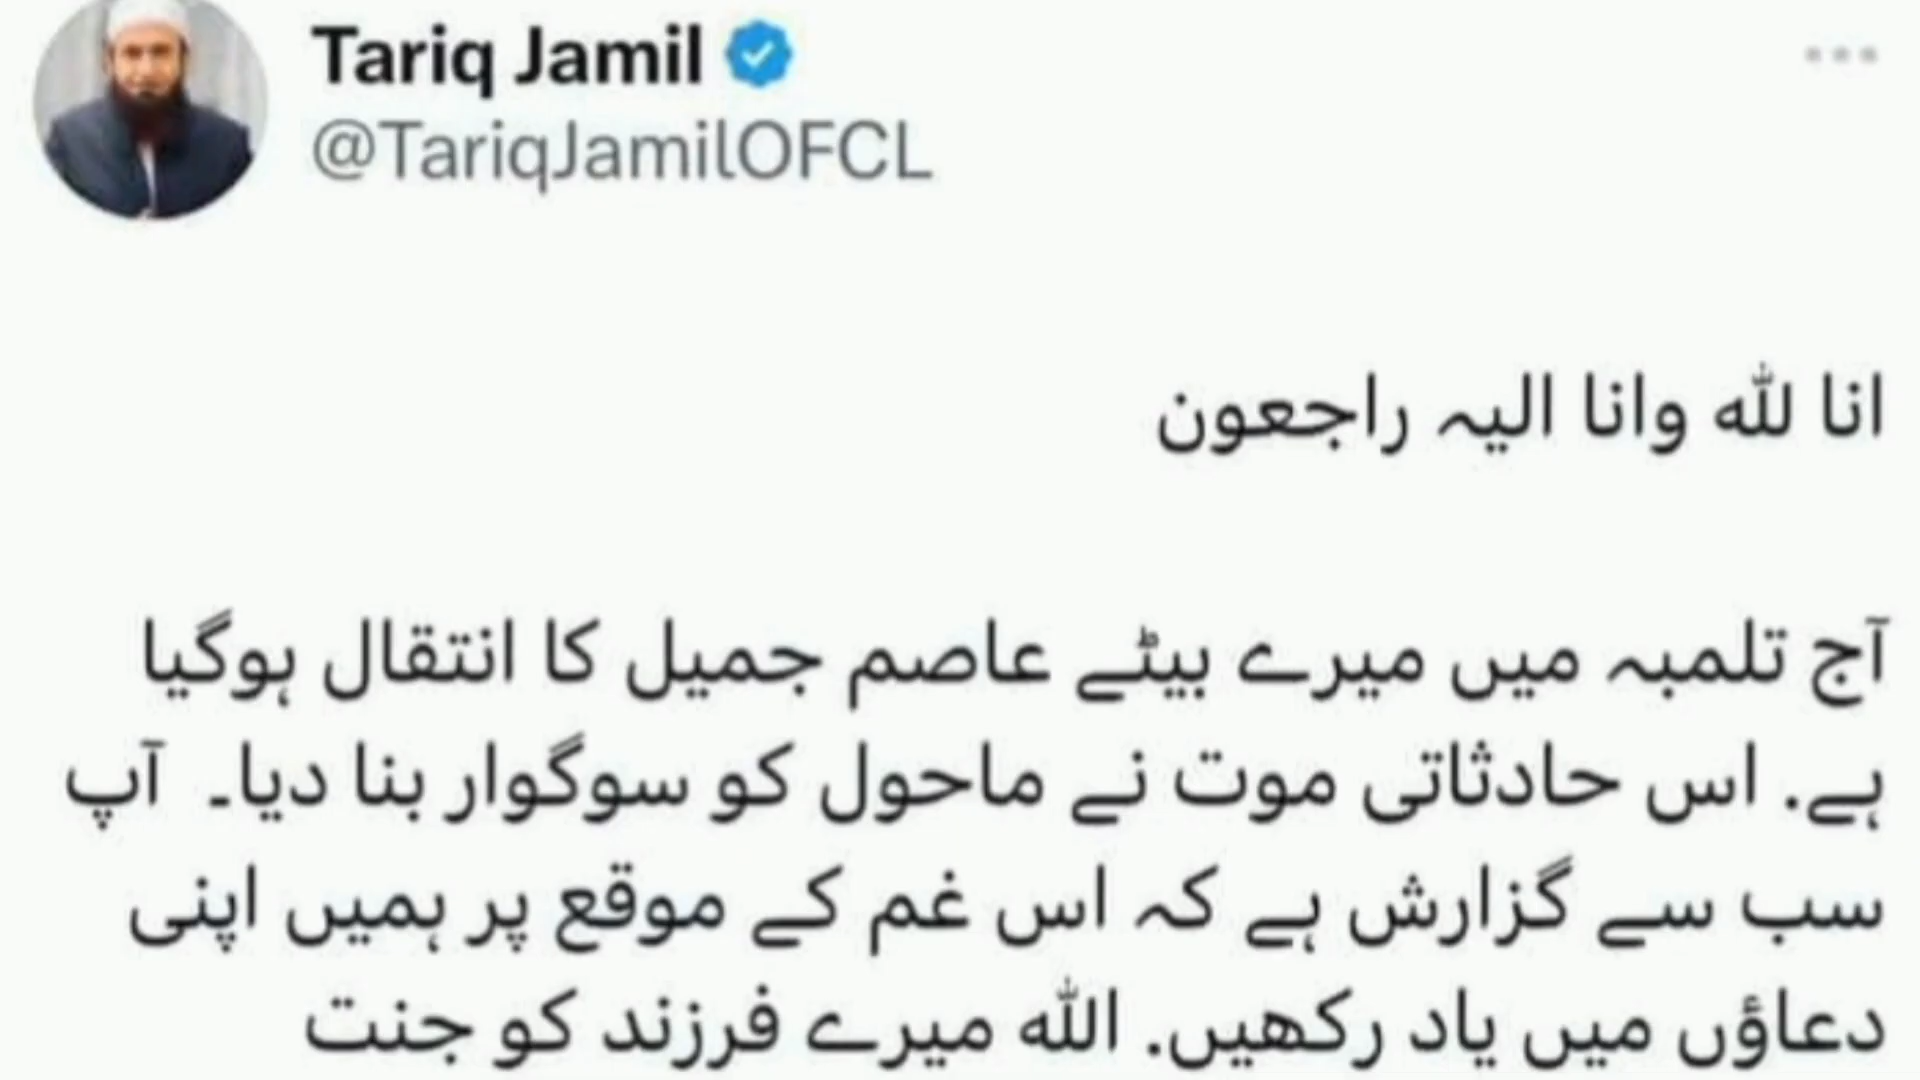 Tariq Jamil
@TariqJamilOFCL
انا لله وانا الیہ راجعون
آج تلمبہ میں میرے بیٹے عاصم جمیل کا انتقال ہوگیا
ہے. اس حادثاتی موت نے ماحول کو سوگوار بنا دیا۔ آپ
سب سے گزارش ہے کہ اس غم کے موقع پر ہمیں اپنی
دعاؤں میں یاد رکھیں. الله میرے فرزند کو جنت